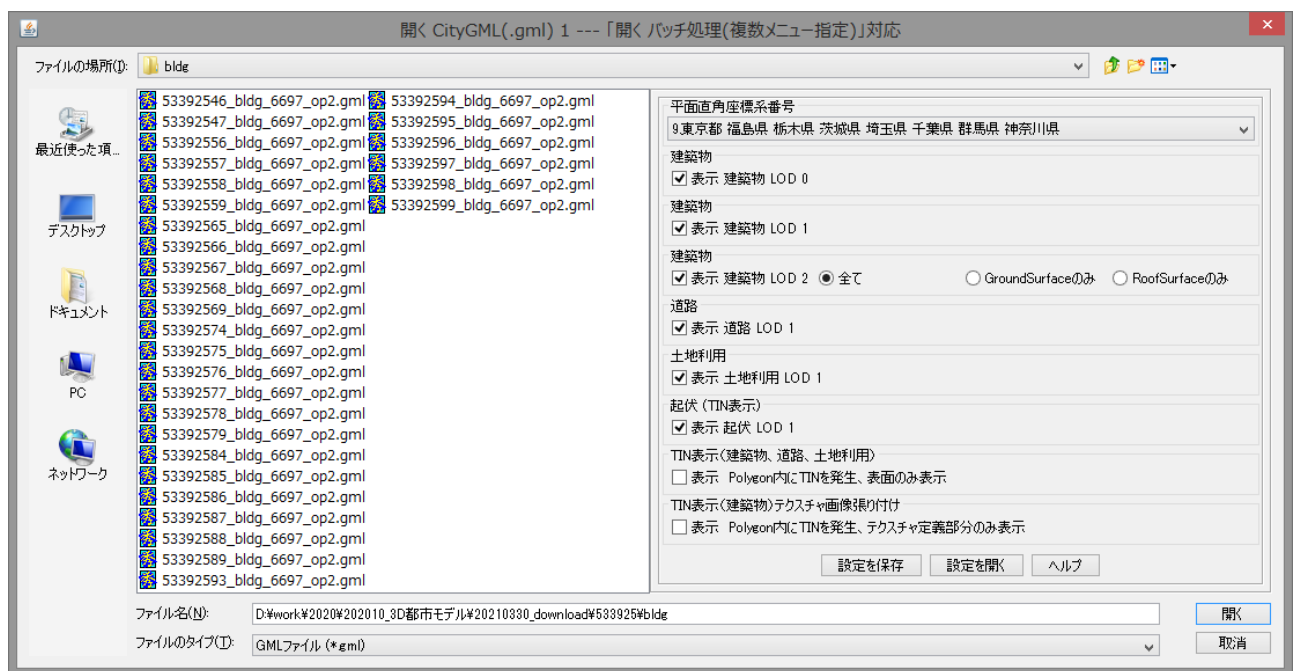 開く CityGML(.gml) 1 --- 「開く バッチ処理(複数メニュー指定)」対応
ファイルの場所(I):
bldg
最近使った項...
デスクトップ
ドキュメント
PC
ネットワーク
53392546_bldg_6697_op2.gml
53392547_bldg_6697_op2.gml
53392556_bldg_6697_op2.gml
53392557_bldg_6697_op2.gml
53392558_bldg_6697_op2.gml
53392559_bldg_6697_op2.gml
53392565_bldg_6697_op2.gml
53392566_bldg_6697_op2.gml
53392567_bldg_6697_op2.gml
53392568_bldg_6697_op2.gml
53392569_bldg_6697_op2.gml
53392574_bldg_6697_op2.gml
53392575_bldg_6697_op2.gml
53392576_bldg_6697_op2.gml
53392577_bldg_6697_op2.gml
53392578_bldg_6697_op2.gml
53392579_bldg_6697_op2.gml
53392584_bldg_6697_op2.gml
53392585_bldg_6697_op2.gml
53392586_bldg_6697_op2.gml
53392587_bldg_6697_op2.gml
53392588_bldg_6697_op2.gml
53392589_bldg_6697_op2.gml
53392593_bldg_6697_op2.gml
53392594_bldg_6697_op2.gml
53392595_bldg_6697_op2.gml
53392596_bldg_6697_op2.gml
53392597_bldg_6697_op2.gml
53392598_bldg_6697_op2.gml
53392599_bldg_6697_op2.gml
平面直角座標系番号
9.東京都 福島県 栃木県 茨城県 埼玉県 千葉県 群馬県 神奈川県
建築物
表示 建築物 LOD 0
建築物
表示 建築物 LOD 1
建築物
表示 建築物 LOD 2 全て GroundSurfaceのみ RoofSurfaceのみ
道路
表示 道路 LOD 1
土地利用
表示 土地利用 LOD 1
起伏 (TIN表示)
表示 起伏 LOD 1
TIN表示(建築物、道路、土地利用)
表示 Polygon内にTINを発生、表面のみ表示
TIN表示(建築物)テクスチャ画像張り付け
表示 Polygon内にTINを発生、テクスチャ定義部分のみ表示
設定を保存 設定を開く ヘルプ
ファイル名(N): D:¥work¥2020¥202010_3D都市モデル¥20210330_download¥533925¥bldg
開く
ファイルのタイプ(T): GMLファイル (*.gml)
取消